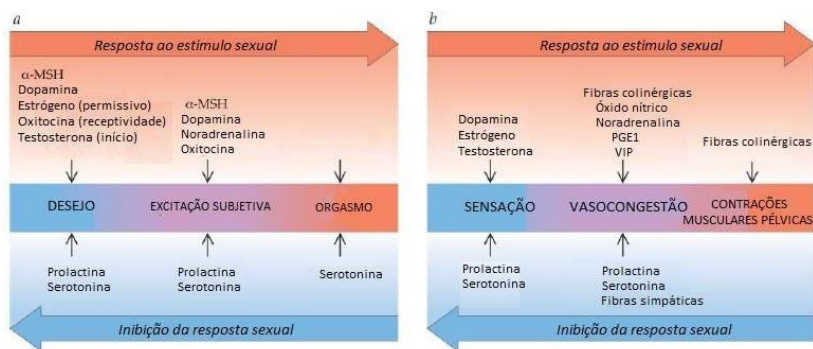 a
Resposta ao estímulo sexual
α-MSH
Dopamina
Estrógeno (permissivo)
Oxitocina (receptividade)
Testosterona (início)
α-MSH
Dopamina
Noradrenalina
Oxitocina
DESEJO
EXCITAÇÃO SUBJETIVA
ORGASMO
Prolactina
Serotonina
Prolactina
Serotonina
Serotonina
Inibição da resposta sexual
b
Resposta ao estímulo sexual
Dopamina
Estrógeno
Testosterona
Fibras colinérgicas
Óxido nítrico
Noradrenalina
PGE1
VIP
Fibras colinérgicas
SENSAÇÃO
VASOCONGESTÃO
CONTRAÇÕES
MUSCULARES PÉLVICAS
Prolactina
Serotonina
Prolactina
Serotonina
Fibras simpáticas
Inibição da resposta sexual